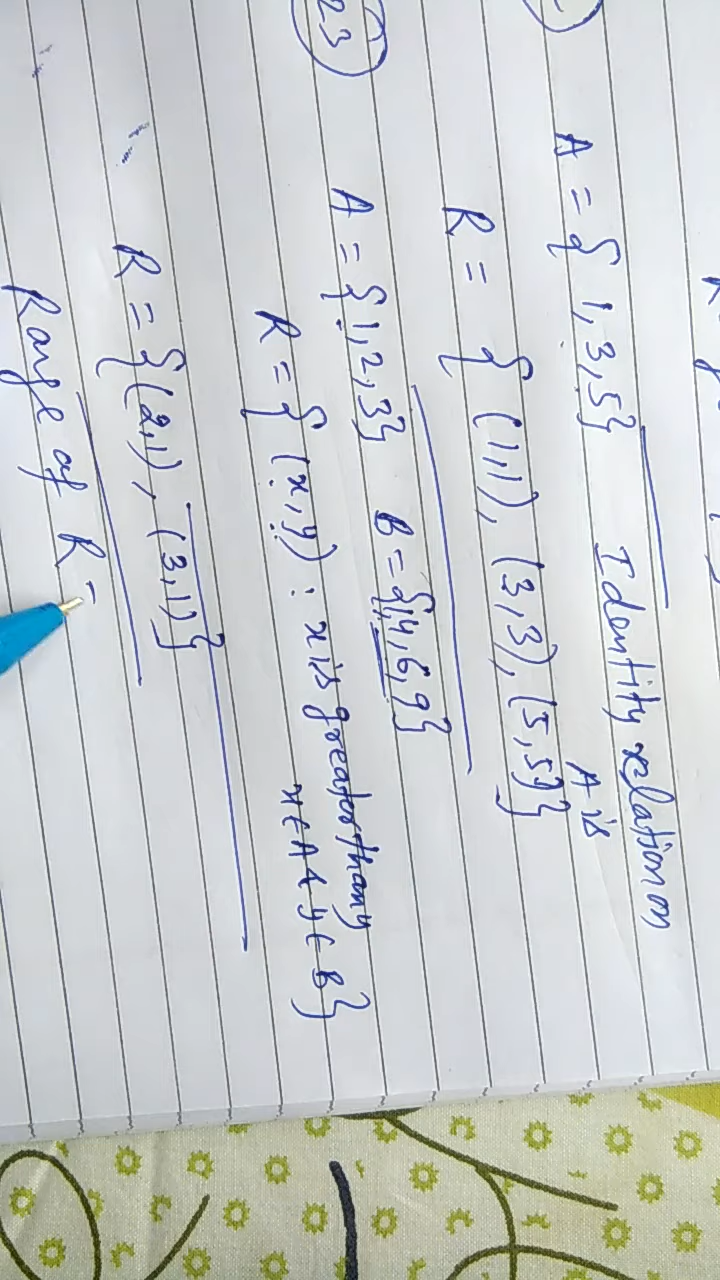 A = { 1, 3, 5} Identity relation on
A is
R = { (1,1), (3,3), (5,5)}
23
A = {1, 2, 3} B = {1,4,6,9}
R = { (x,y) : x is greater than y
x ∈ A & y ∈ B}
R = {(2,1), (3,1)}
Range of R =